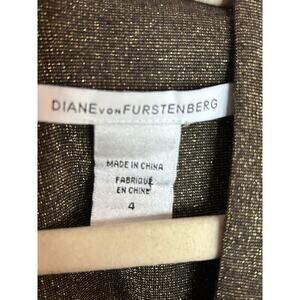 DIANE VON FURSTENBERG
MADE IN CHINA
FABRIQUÉ
EN CHINE
4